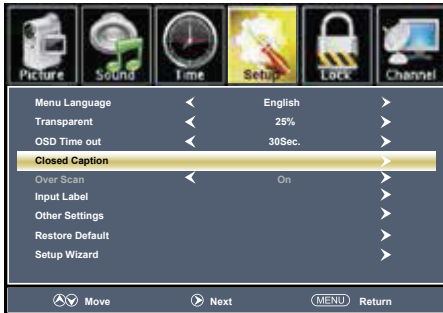 Picture Sound Time Setup Lock Channel
Menu Language English
Transparent 25%
OSD Time out 30Sec.
Closed Caption
Over Scan On
Input Label
Other Settings
Restore Default
Setup Wizard
Move Next MENU Return